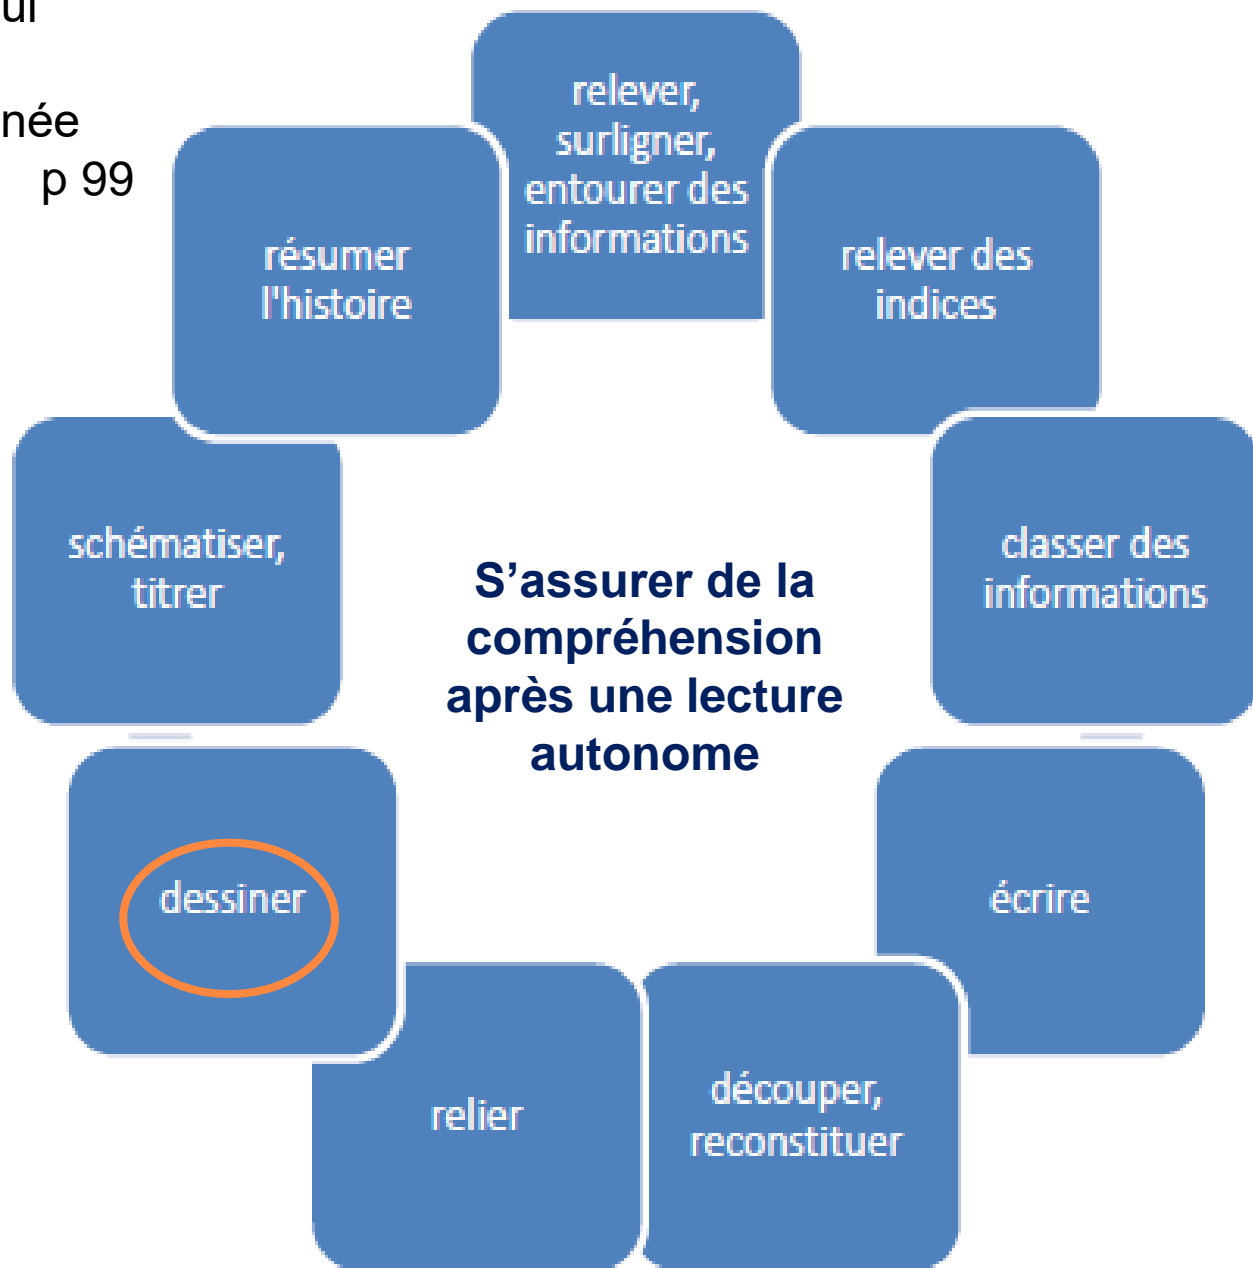 ui
née
p 99
relever,
surligner,
entourer des
informations
relever des
indices
classer des
informations
écrire
découper,
reconstituer
relier
dessiner
schématiser,
titrer
résumer
l'histoire
S’assurer de la
compréhension
après une lecture
autonome